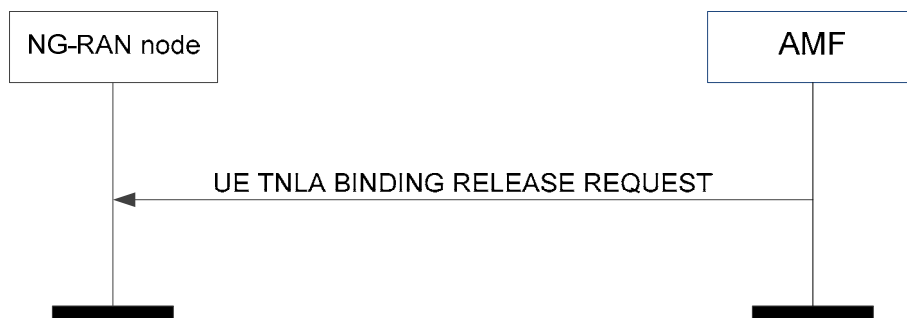 NG-RAN node
AMF
UE TNLA BINDING RELEASE REQUEST